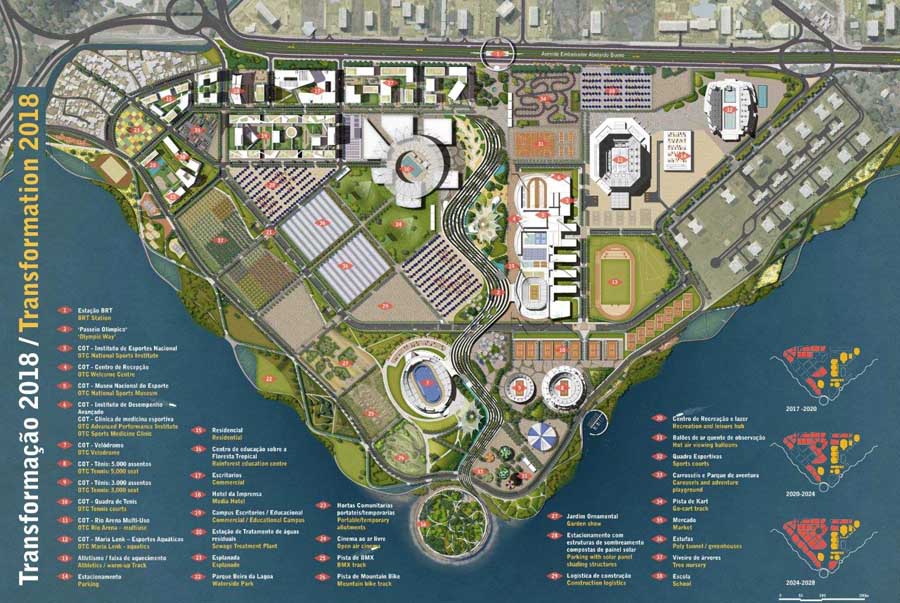 Transformação 2018 / Transformation 2018
Avenida Embaixador Abelardo Bueno
1 Estação BRT
BRT Station
2 'Passeio Olímpico'
'Olympic Way'
3 COT - Instituto de Esportes Nacional
OTC National Sports Institute
4 COT - Centro de Recepção
OTC Welcome Centre
5 COT - Museu Nacional do Esporte
OTC National Sports Museum
6 COT - Instituto de Desempenho
Avançado
COT - Clínica de medicina esportiva
OTC Advanced Performance Institute
OTC Sports Medicine Clinic
7 COT - Velódromo
OTC Velodrome
8 COT - Tênis: 5.000 assentos
OTC Tennis: 5,000 seat
9 COT - Tênis: 3.000 assentos
OTC Tennis: 3,000 seat
10 COT - Quadra de Tenis
OTC Tennis courts
11 COT - Rio Arena Multi-Uso
OTC Rio Arena - multiuse
12 COT - Maria Lenk - Esportes Aquáticos
OTC Maria Lenk - aquatics
13 Atletismo / faixa de aquecimento
Athletics / warm-up Track
14 Estacionamento
Parking
15 Residencial
Residential
16 Centro de educação sobre a
Floresta Tropical
Rainforest education centre
17 Escritorios
Commercial
18 Hotel da Imprensa
Media Hotel
19 Campus Escritorios / Educacional
Commercial / Educational Campus
20 Estação de Tratamento de águas
residuais
Sewage Treatment Plant
21 Esplanada
Esplanade
22 Parque Beira da Lagoa
Waterside Park
23 Hortas Comunitarias
portateis/temporarias
Portable/temporary
allotments
24 Cinema ao ar livre
Open air cinema
25 Pista de BMX
BMX track
26 Pista de Mountain Bike
Mountain bike track
27 Jardim Ornamental
Garden show
28 Estacionamento com
estruturas de sombreamento
compostas de painel solar
Parking with solar panel
shading structures
29 Logística de construção
Construction logistics
30 Centro de Recreação e lazer
Recreation and leisure hub
31 Balões de ar quente de observação
Hot air viewing balloons
32 Quadra Esportivas
Sports courts
33 Carrosséis e Parque de aventura
Carousels and adventure
playground
34 Pista de Kart
Go-cart track
35 Mercado
Market
36 Estufas
Poly tunnel / greenhouses
37 Viveiro de árvores
Tree nursery
38 Escola
School
2017 -2020
2020-2024
2024-2028